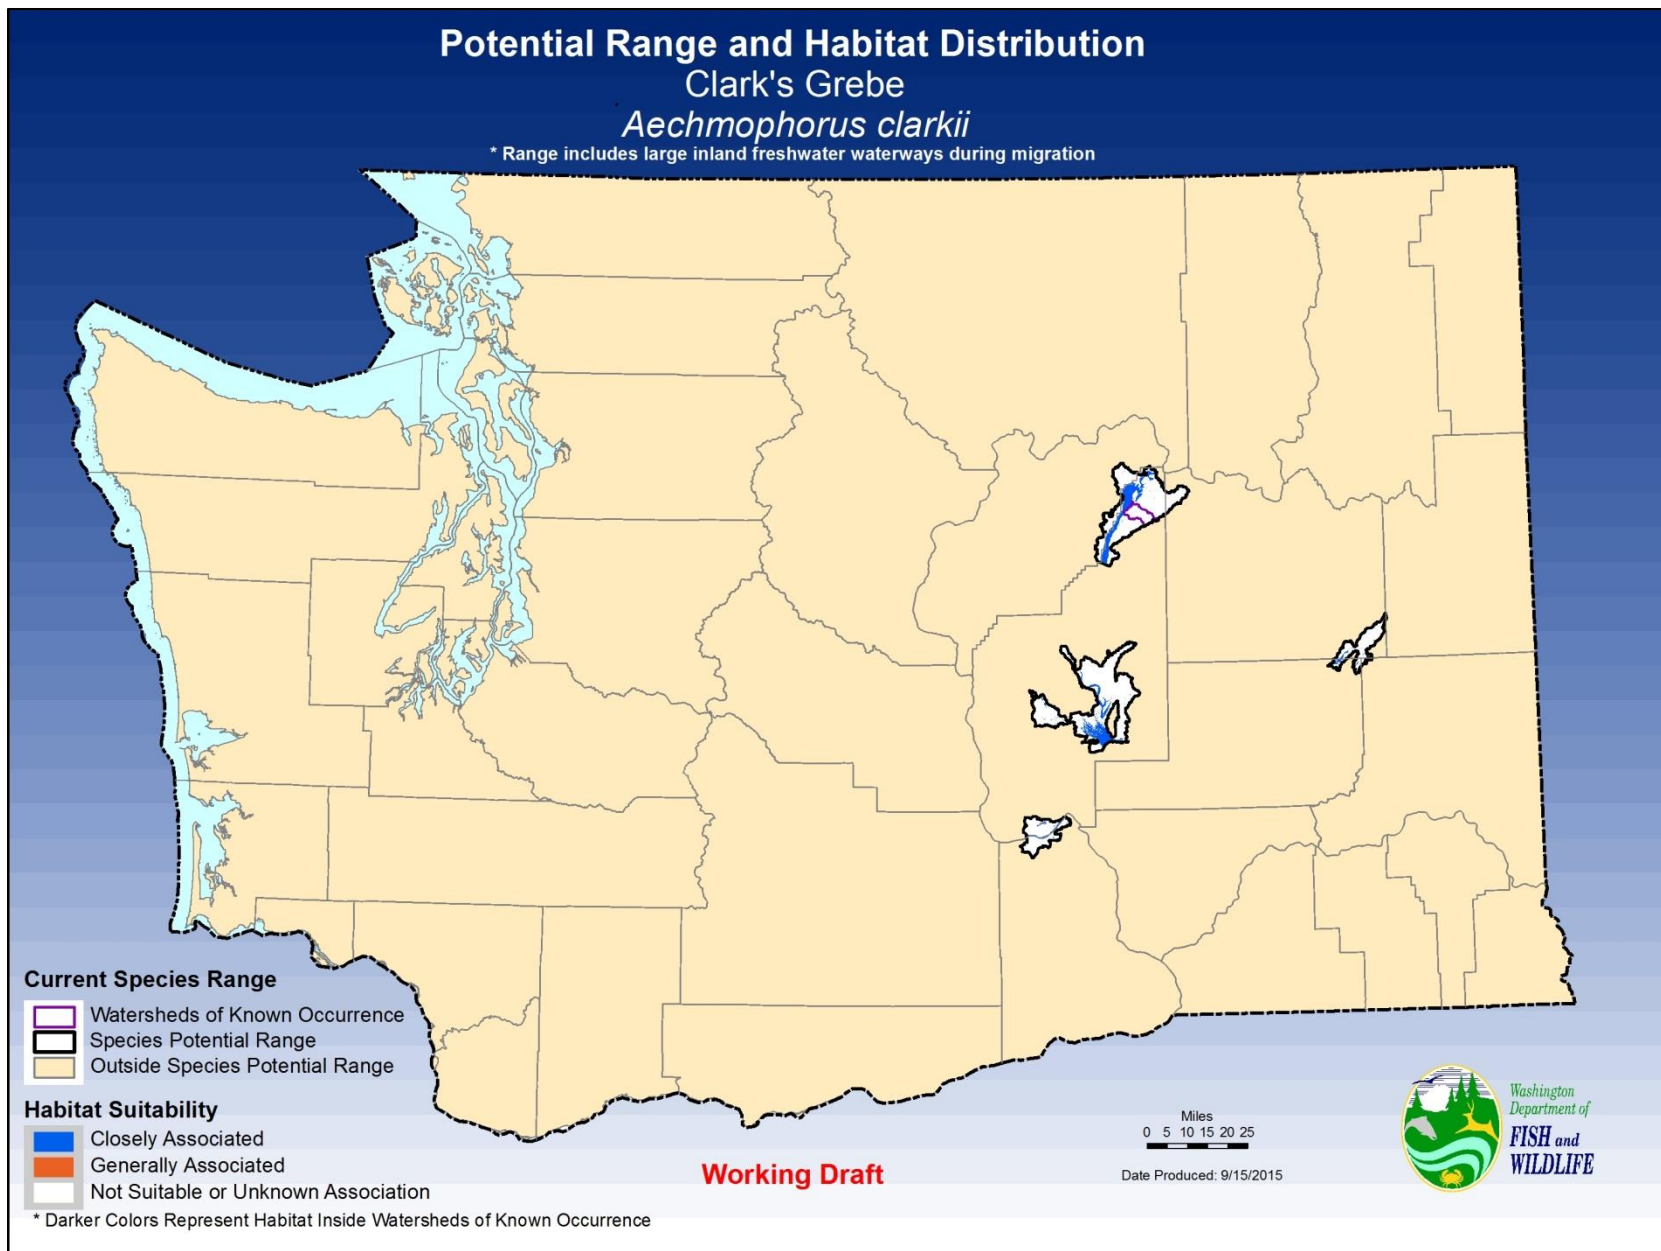 Potential Range and Habitat Distribution
Clark's Grebe
Aechmophorus clarkii
* Range includes large inland freshwater waterways during migration
Current Species Range
Watersheds of Known Occurrence
Species Potential Range
Outside Species Potential Range
Habitat Suitability
Closely Associated
Generally Associated
Not Suitable or Unknown Association
* Darker Colors Represent Habitat Inside Watersheds of Known Occurrence
Working Draft
Miles
0 5 10 15 20 25
Date Produced: 9/15/2015
Washington
Department of
FISH and
WILDLIFE